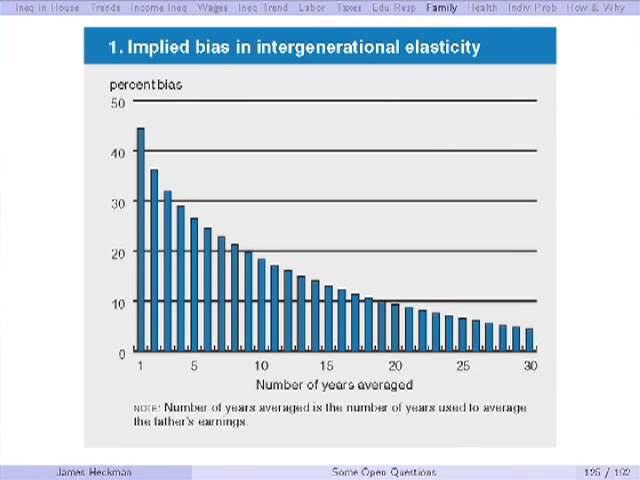 Ineq in House Trends Income Ineq Wages Ineq Trend Labor Taxes Edu Resp Family Health Indiv Prob How & Why
1. Implied bias in intergenerational elasticity
percent bias
50
40
30
20
10
0
1 5 10 15 20 25 30
Number of years averaged
NOTE: Number of years averaged is the number of years used to average
the father's earnings.
James Heckman Some Open Questions